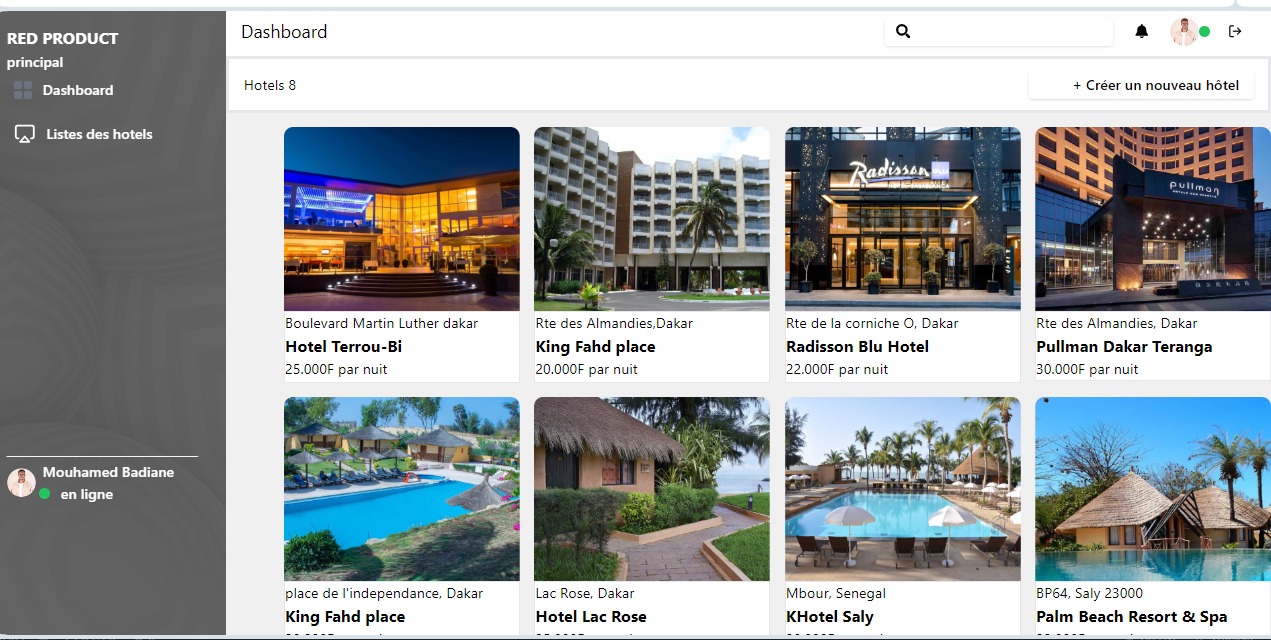 RED PRODUCT
principal
Dashboard
Listes des hotels
Mouhamed Badiane
en ligne
Dashboard
Hotels 8
+ Créer un nouveau hôtel
Radisson BLU
pullman
Boulevard Martin Luther dakar
Hotel Terrou-Bi
25.000F par nuit
Rte des Almandies,Dakar
King Fahd place
20.000F par nuit
Rte de la corniche O, Dakar
Radisson Blu Hotel
22.000F par nuit
Rte des Almandies, Dakar
Pullman Dakar Teranga
30.000F par nuit
place de l'independance, Dakar
King Fahd place
Lac Rose, Dakar
Hotel Lac Rose
Mbour, Senegal
KHotel Saly
BP64, Saly 23000
Palm Beach Resort & Spa